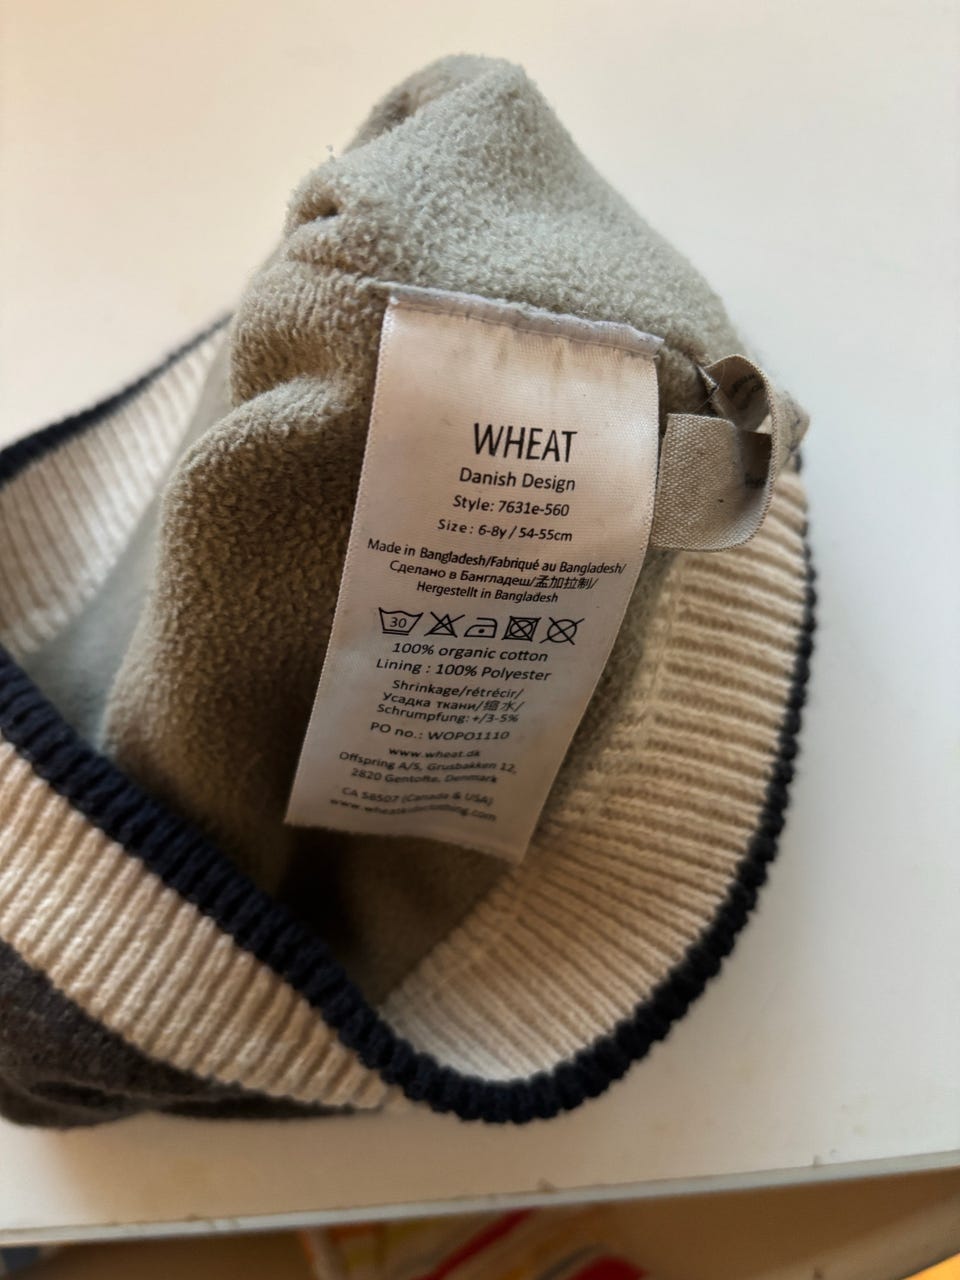 WHEAT
Danish Design
Style: 7631e-560
Size: 6-8y / 54-55cm
Made in Bangladesh/Fabriqué au Bangladesh/
Сделано в Бангладеш/孟加拉制/
Hergestellt in Bangladesh
30
100% organic cotton
Lining : 100% Polyester
Shrinkage/rétrécir/
Усадка ткани/缩水/
Schrumpfung: +/3-5%
PO no.: WOPO1110
www.wheat.dk
Offspring A/S, Grusbakken 12,
2820 Gentofte, Denmark
CA 58507 (Canada & USA)
www.wheatkidsclothing.com